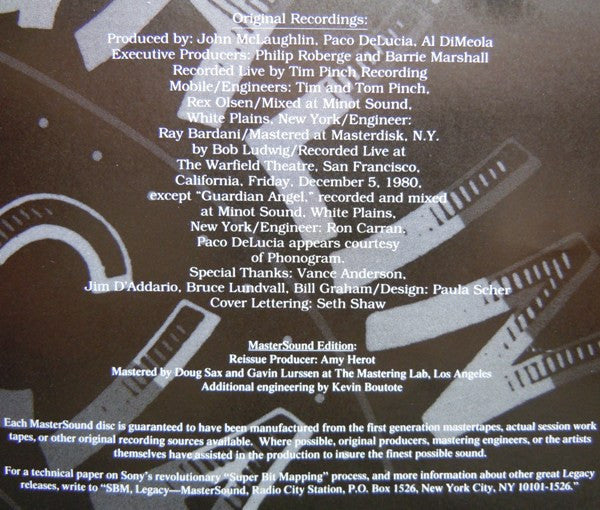 Original Recordings:
Produced by: John McLaughlin, Paco DeLucia, Al DiMeola
Executive Producers: Philip Roberge and Barrie Marshall
Recorded Live by Tim Pinch Recording
Mobile/Engineers: Tim and Tom Pinch,
Rex Olsen/Mixed at Minot Sound,
White Plains, New York/Engineer:
Ray Bardani/Mastered at Masterdisk, N.Y.
by Bob Ludwig/Recorded Live at
The Warfield Theatre, San Francisco,
California, Friday, December 5, 1980,
except "Guardian Angel," recorded and mixed
at Minot Sound, White Plains,
New York/Engineer: Ron Carran,
Paco DeLucia appears courtesy
of Phonogram.
Special Thanks: Vance Anderson,
Jim D'Addario, Bruce Lundvall, Bill Graham/Design: Paula Scher
Cover Lettering: Seth Shaw
MasterSound Edition:
Reissue Producer: Amy Herot
Mastered by Doug Sax and Gavin Lurssen at The Mastering Lab, Los Angeles
Additional engineering by Kevin Boutote
Each MasterSound disc is guaranteed to have been manufactured from the first generation mastertapes, actual session work
tapes, or other original recording sources available. Where possible, original producers, mastering engineers, or the artists
themselves have assisted in the production to insure the finest possible sound.
For a technical paper on Sony's revolutionary "Super Bit Mapping" process, and more information about other great Legacy
releases, write to "SBM, Legacy—MasterSound, Radio City Station, P.O. Box 1526, New York City, NY 10101-1526."